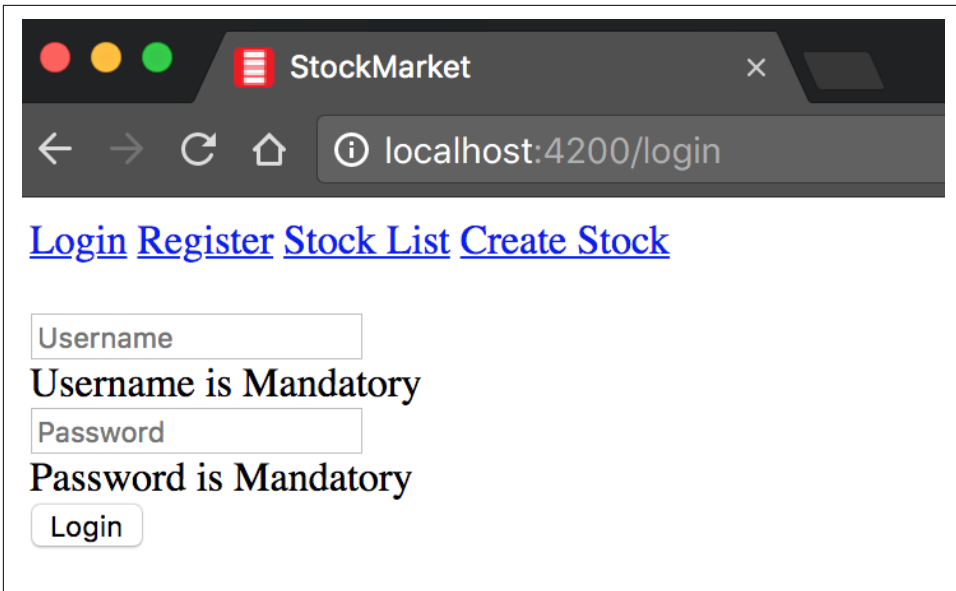 StockMarket
localhost:4200/login
Login Register Stock List Create Stock
Username
Username is Mandatory
Password
Password is Mandatory
Login